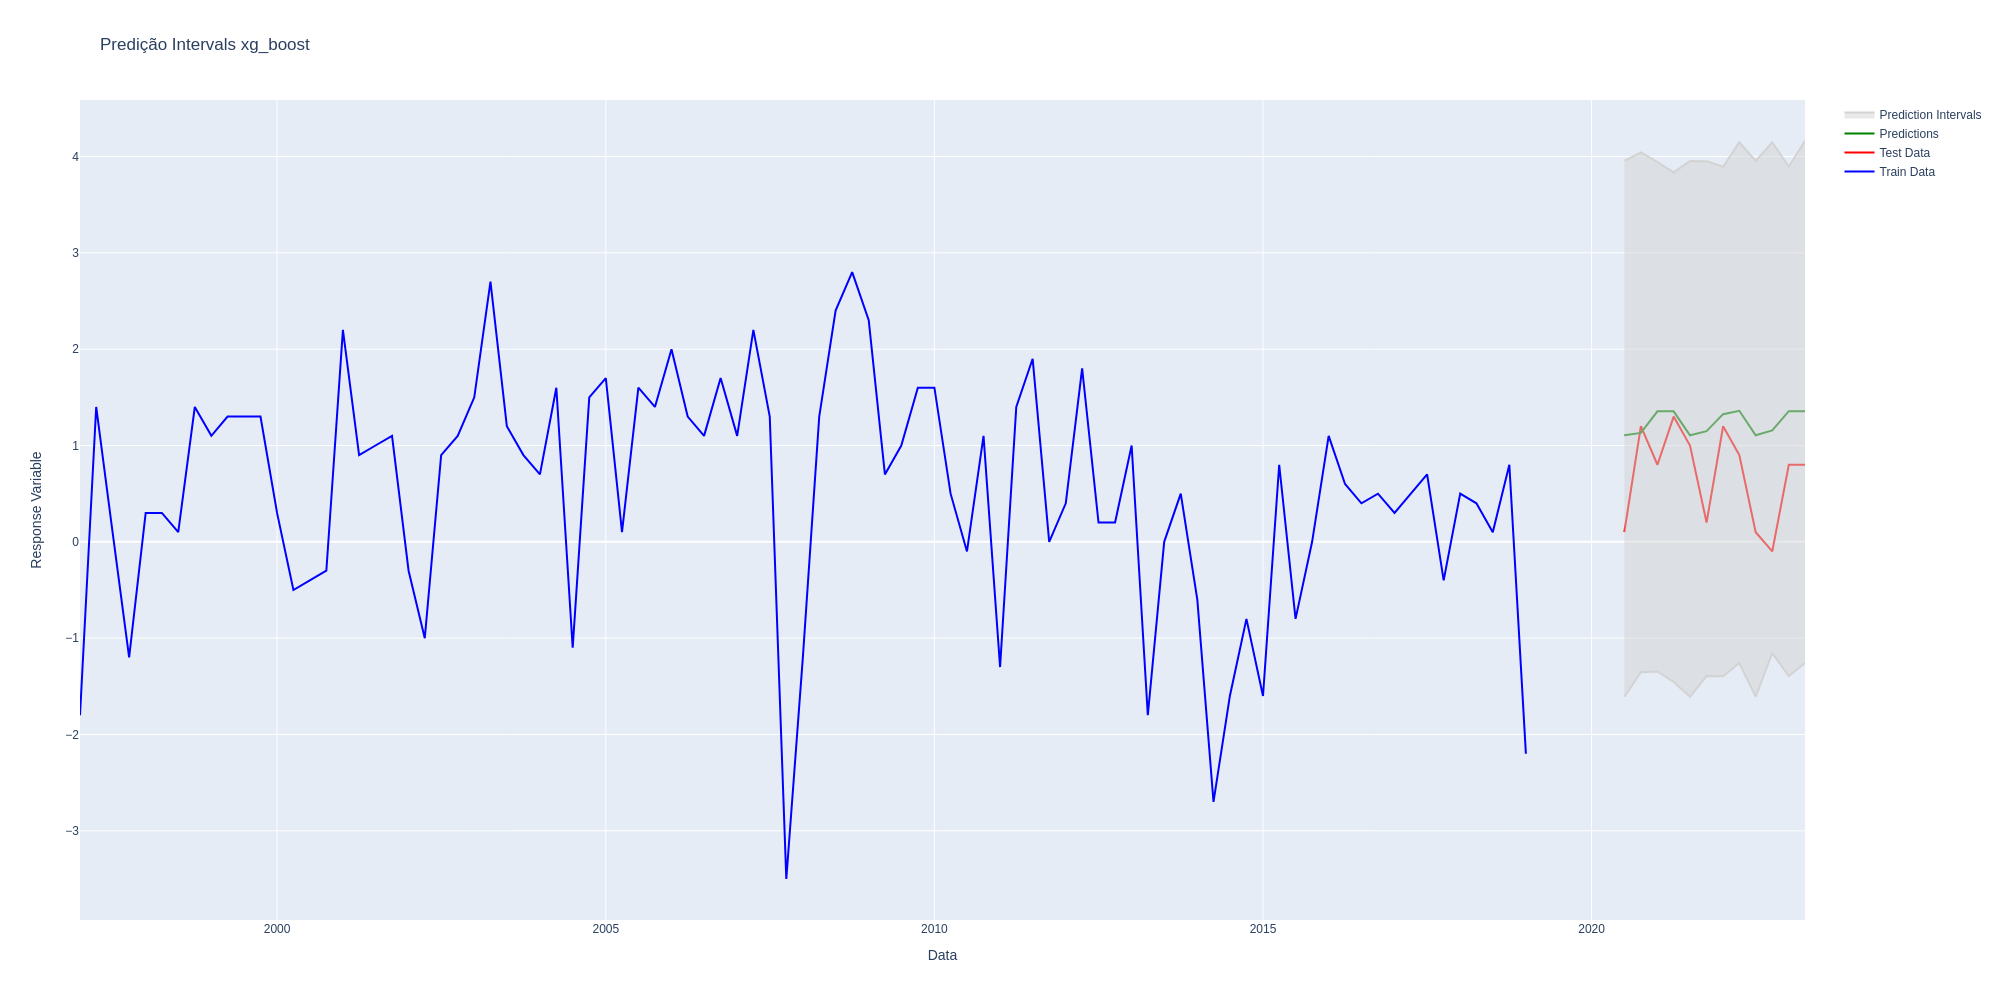 Predição Intervals xg_boost
Prediction Intervals
Predictions
Test Data
Train Data
Response Variable
4
3
2
1
0
−1
−2
−3
2000
2005
2010
2015
2020
Data